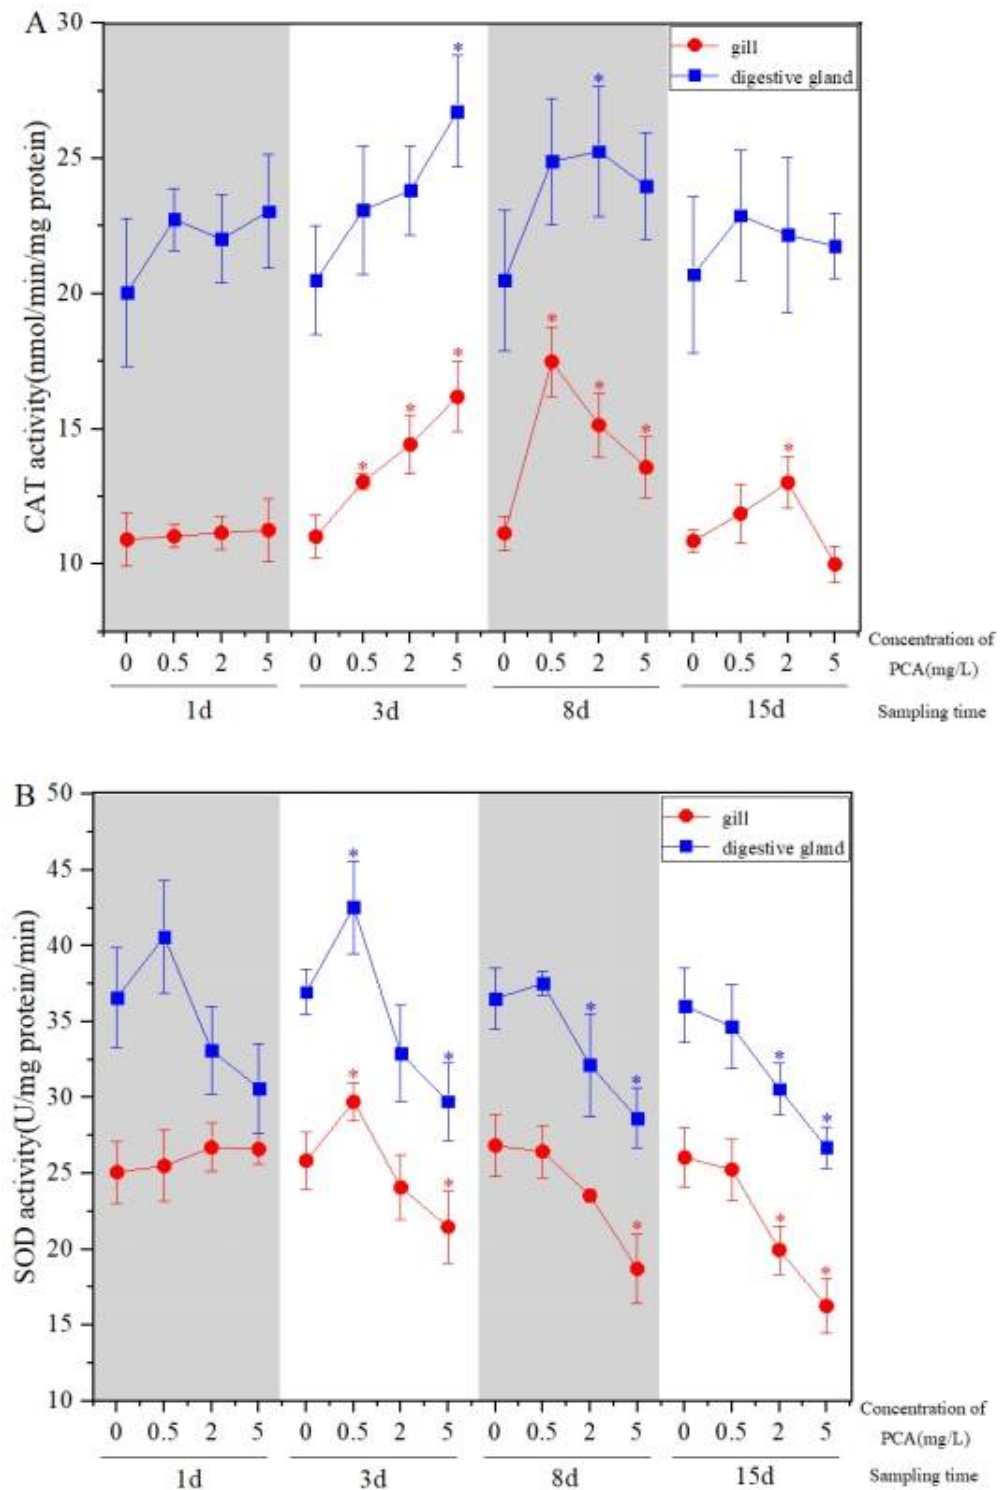 A
30
25
20
15
10
CAT activity(nmol/min/mg protein)
gill
digestive gland
*
*
*
*
*
*
*
*
*
0 0.5 2 5 0 0.5 2 5 0 0.5 2 5 0 0.5 2 5
Concentration of
PCA(mg/L)
1d 3d 8d 15d
Sampling time
B
50
45
40
35
30
25
20
15
10
SOD activity(U/mg protein/min)
gill
digestive gland
*
*
*
*
*
*
*
*
*
*
*
0 0.5 2 5 0 0.5 2 5 0 0.5 2 5 0 0.5 2 5
Concentration of
PCA(mg/L)
1d 3d 8d 15d
Sampling time